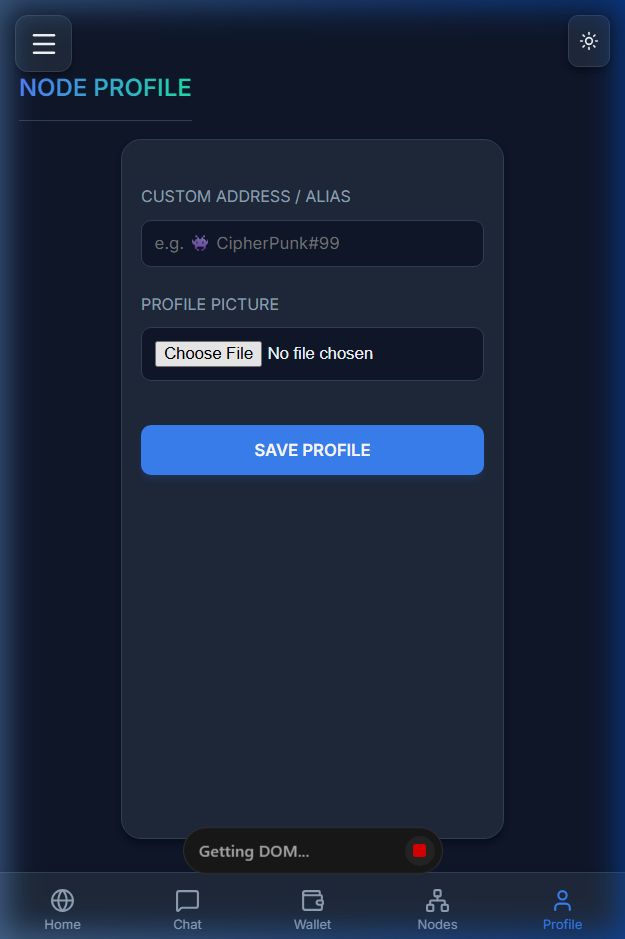 NODE PROFILE
CUSTOM ADDRESS / ALIAS
e.g. 👾 CipherPunk#99
PROFILE PICTURE
Choose File No file chosen
SAVE PROFILE
Getting DOM...
Home Chat Wallet Nodes Profile